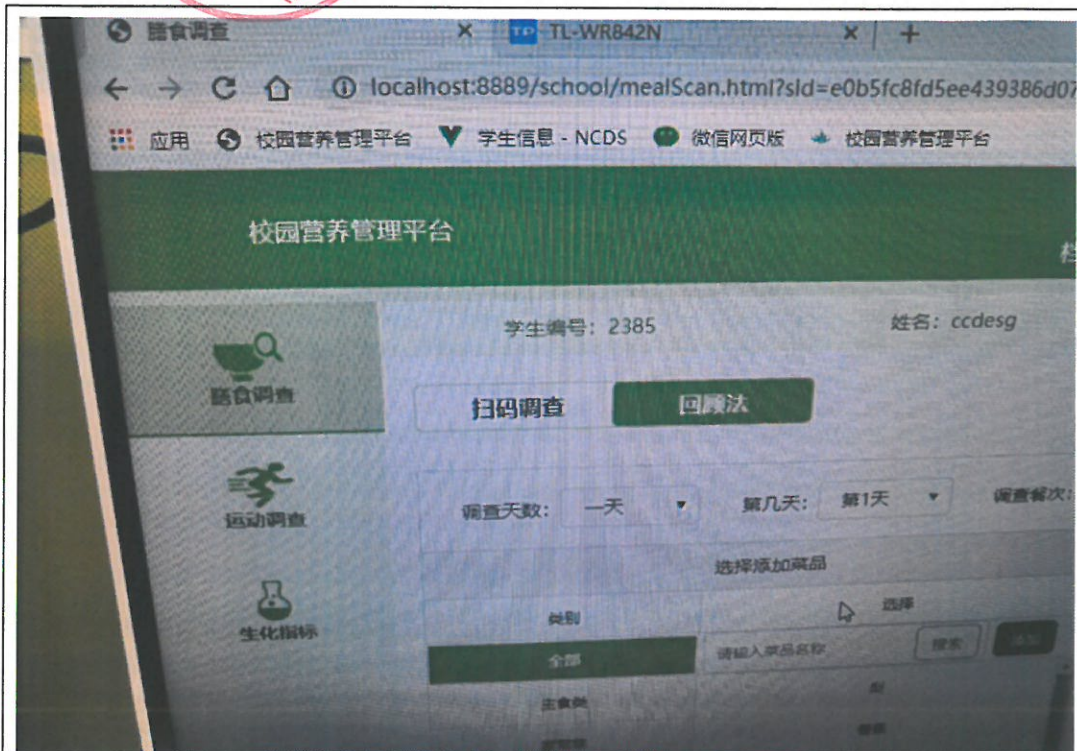 膳食调查 × TP TL-WR842N × +
localhost:8889/school/mealScan.html?sId=e0b5fc8fd5ee439386d07
应用 校园营养管理平台 学生信息 - NCDS 微信网页版 校园营养管理平台
校园营养管理平台
学生编号: 2385 姓名: ccdesg
膳食调查
扫码调查 回顾法
运动调查
调查天数: 一天 第几天: 第1天 调查餐次:
选择添加菜品
生化指标
类别 选择
全部 请输入菜品名称 搜索 添加
主食类